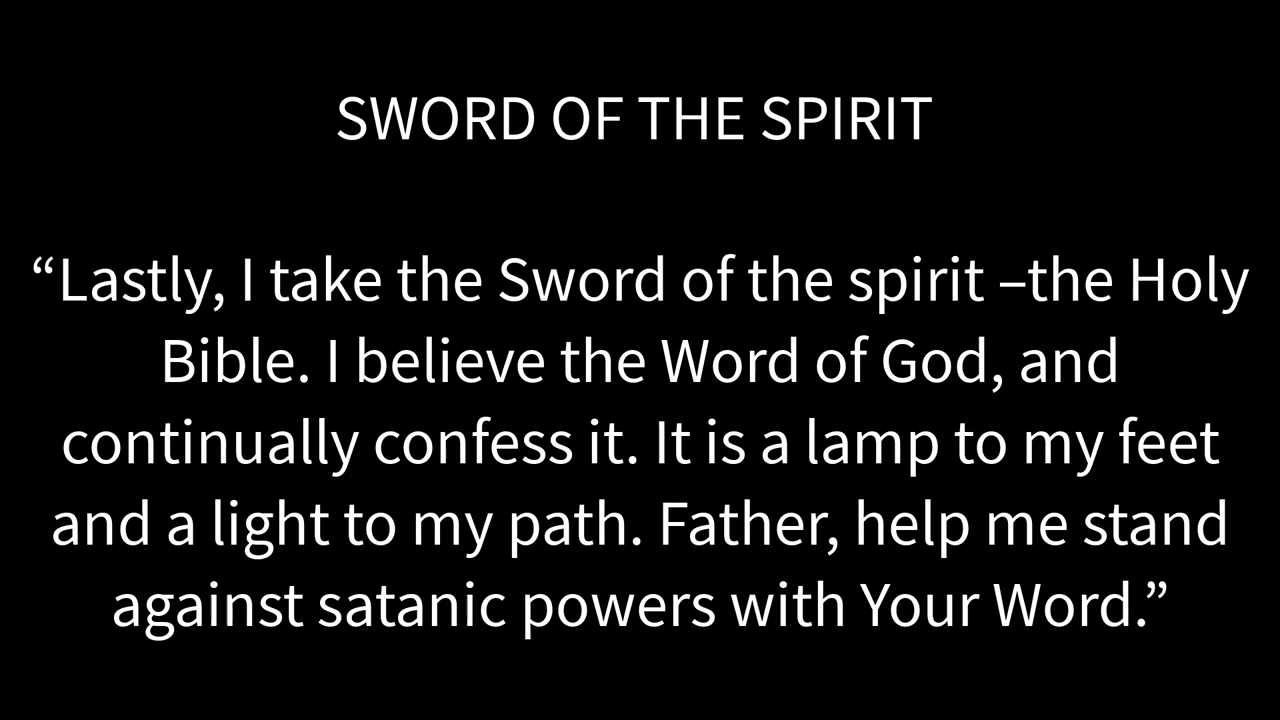 SWORD OF THE SPIRIT
“Lastly, I take the Sword of the spirit –the Holy
Bible. I believe the Word of God, and
continually confess it. It is a lamp to my feet
and a light to my path. Father, help me stand
against satanic powers with Your Word.”